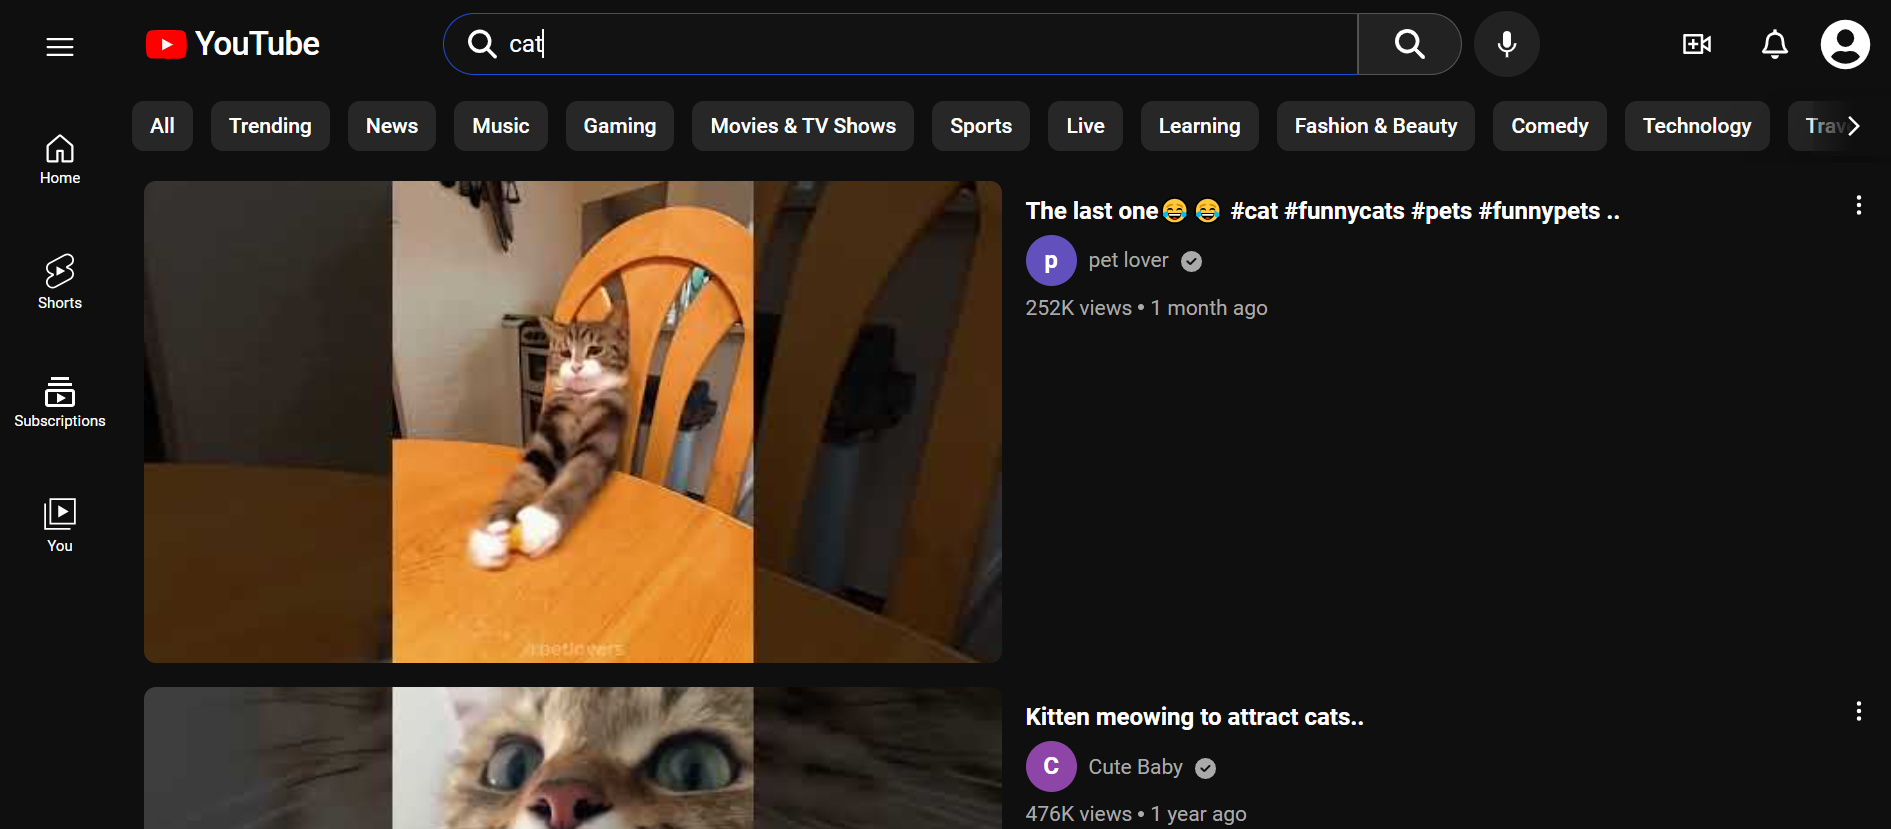 YouTube
cat
All
Trending
News
Music
Gaming
Movies & TV Shows
Sports
Live
Learning
Fashion & Beauty
Comedy
Technology
Trav
Home
Shorts
Subscriptions
You
The last one😂 😂 #cat #funnycats #pets #funnypets ..
p
pet lover
252K views • 1 month ago
Kitten meowing to attract cats..
C
Cute Baby
476K views • 1 year ago